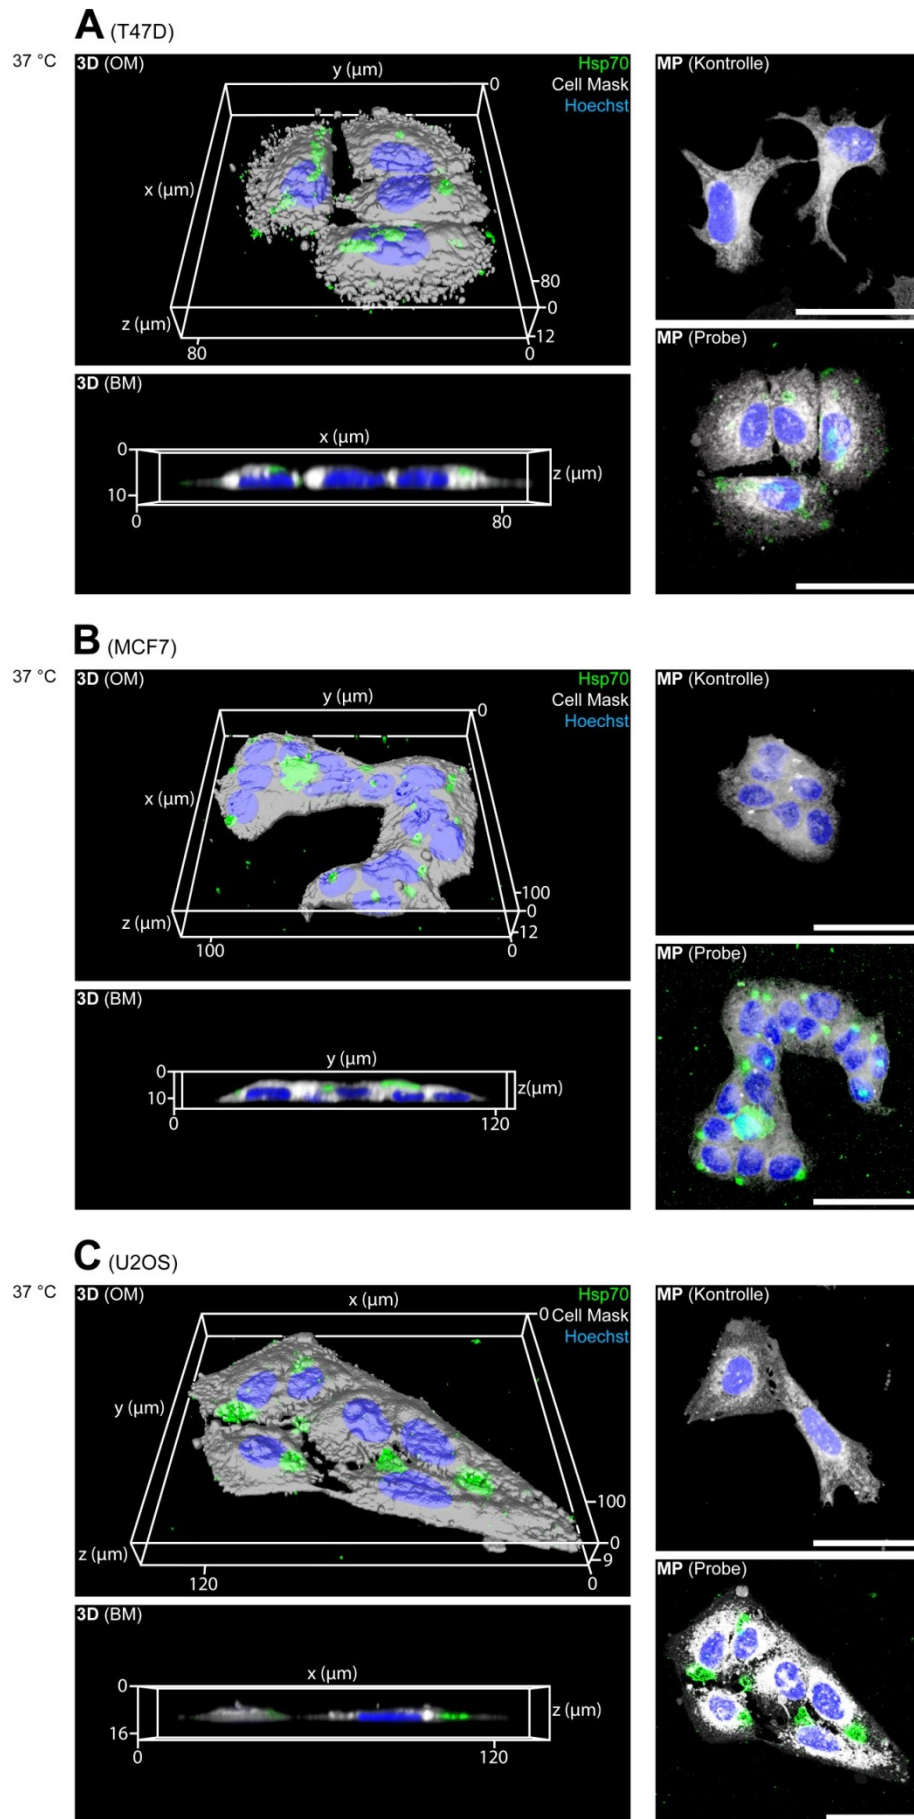 A (T47D)
37 °C
3D (OM)
Hsp70
Cell Mask
Hoechst
y (µm)
0
x (µm)
80
0
z (µm)
12
80
0
MP (Kontrolle)
3D (BM)
x (µm)
0
z (µm)
10
0
80
MP (Probe)
B (MCF7)
37 °C
3D (OM)
Hsp70
Cell Mask
Hoechst
y (µm)
0
x (µm)
100
0
z (µm)
12
100
0
MP (Kontrolle)
3D (BM)
y (µm)
0
z(µm)
10
0
120
MP (Probe)
C (U2OS)
37 °C
3D (OM)
Hsp70
Cell Mask
Hoechst
x (µm)
0
y (µm)
100
0
z (µm)
9
120
0
MP (Kontrolle)
3D (BM)
x (µm)
0
z (µm)
16
0
120
MP (Probe)